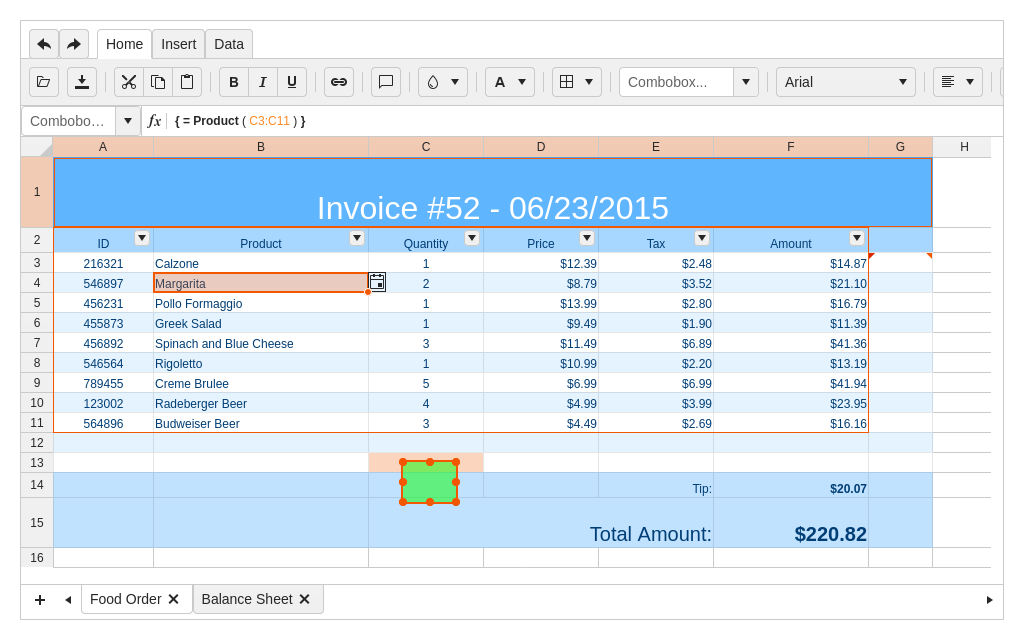 Home Insert Data
B I U A Combobox... Arial
Combobo... fx { = Product ( C3:C11 ) }
A B C D E F G H
1 Invoice #52 - 06/23/2015
2 ID Product Quantity Price Tax Amount
3 216321 Calzone 1 $12.39 $2.48 $14.87
4 546897 Margarita 2 $8.79 $3.52 $21.10
5 456231 Pollo Formaggio 1 $13.99 $2.80 $16.79
6 455873 Greek Salad 1 $9.49 $1.90 $11.39
7 456892 Spinach and Blue Cheese 3 $11.49 $6.89 $41.36
8 546564 Rigoletto 1 $10.99 $2.20 $13.19
9 789455 Creme Brulee 5 $6.99 $6.99 $41.94
10 123002 Radeberger Beer 4 $4.99 $3.99 $23.95
11 564896 Budweiser Beer 3 $4.49 $2.69 $16.16
12
13
14 Tip: $20.07
15 Total Amount: $220.82
16
Food Order Balance Sheet